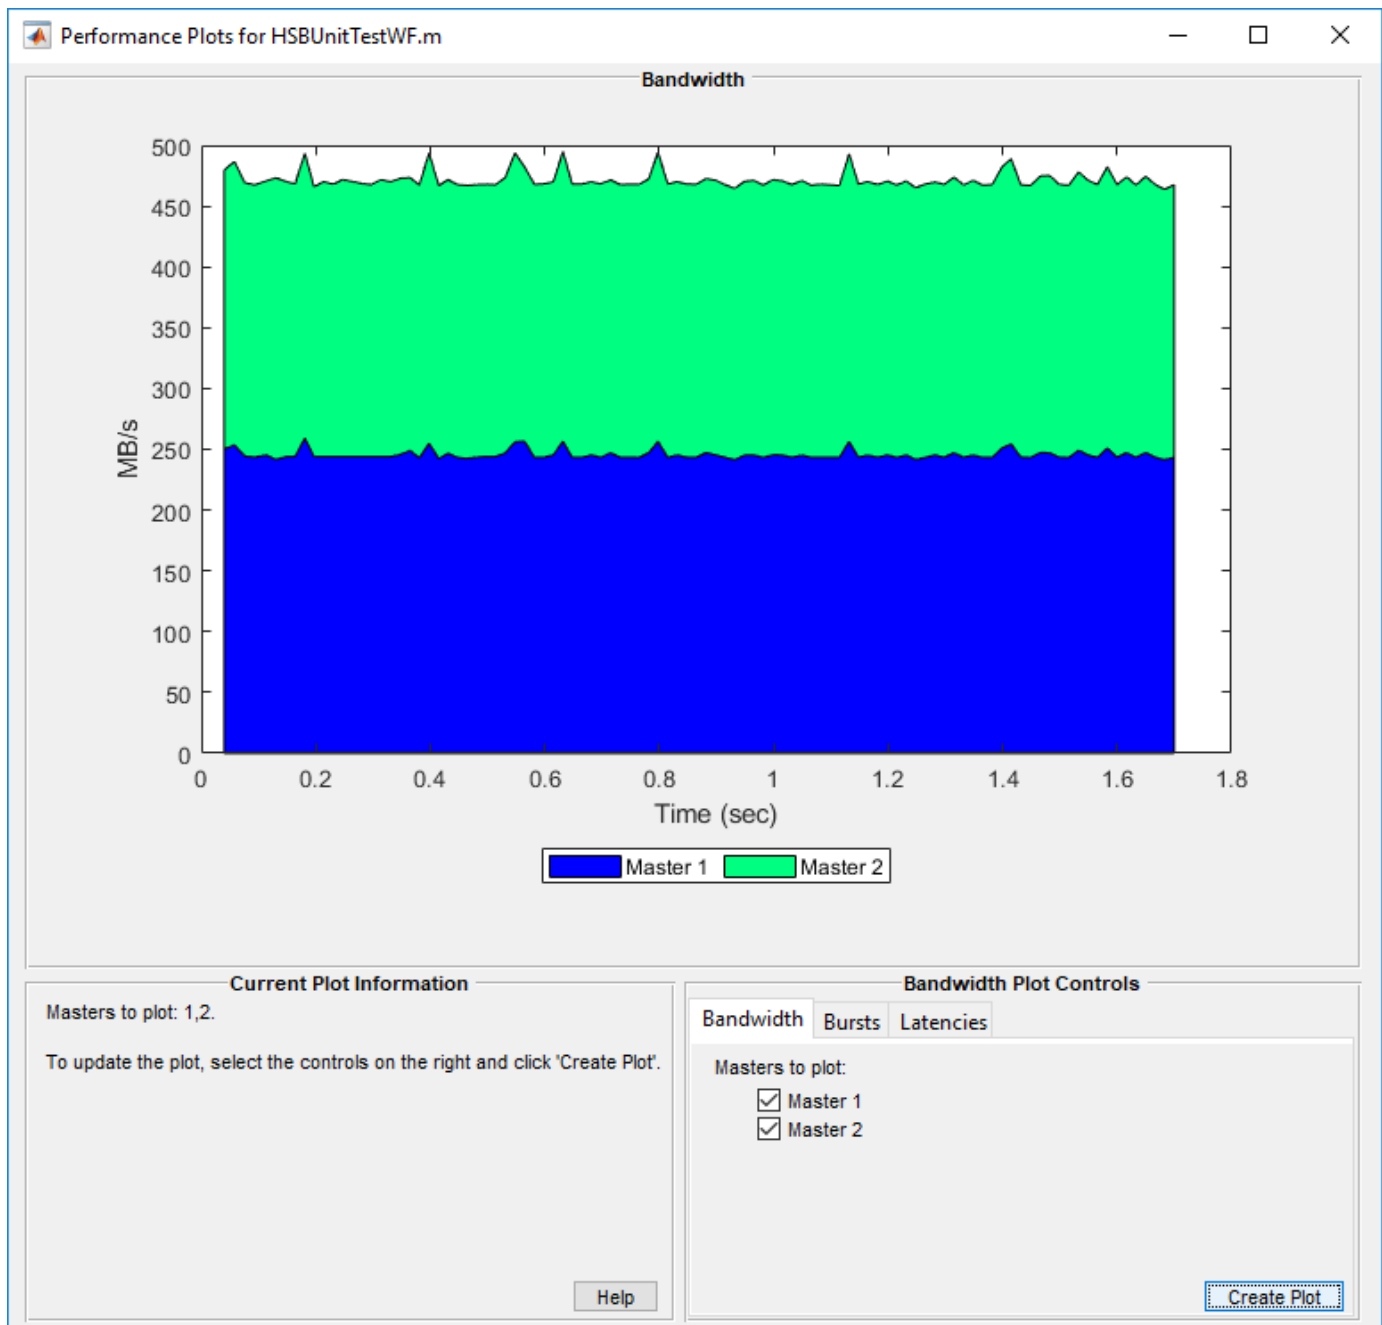 Performance Plots for HSBUnitTestWF.m
Bandwidth
500
450
400
350
300
250
200
150
100
50
0
MB/s
0 0.2 0.4 0.6 0.8 1 1.2 1.4 1.6 1.8
Time (sec)
Master 1 Master 2
Current Plot Information
Masters to plot: 1,2.
To update the plot, select the controls on the right and click 'Create Plot'.
Help
Bandwidth Plot Controls
Bandwidth Bursts Latencies
Masters to plot:
Master 1
Master 2
Create Plot